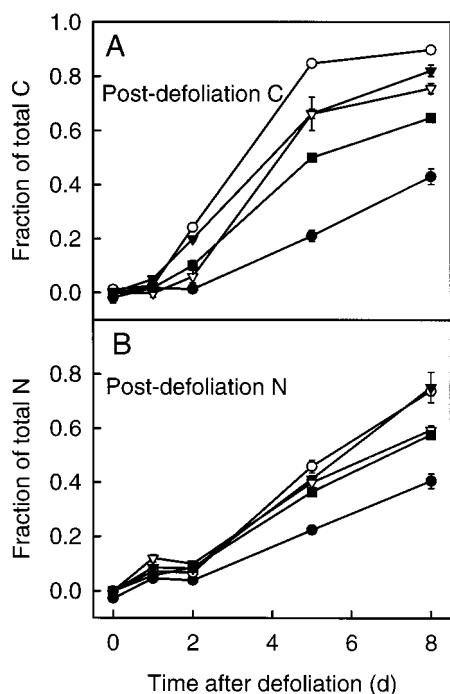 A
Post-defoliation C
Fraction of total C
1.0
0.8
0.6
0.4
0.2
0.0
B
Post-defoliation N
Fraction of total N
0.8
0.6
0.4
0.2
0.0
0 2 4 6 8
Time after defoliation (d)